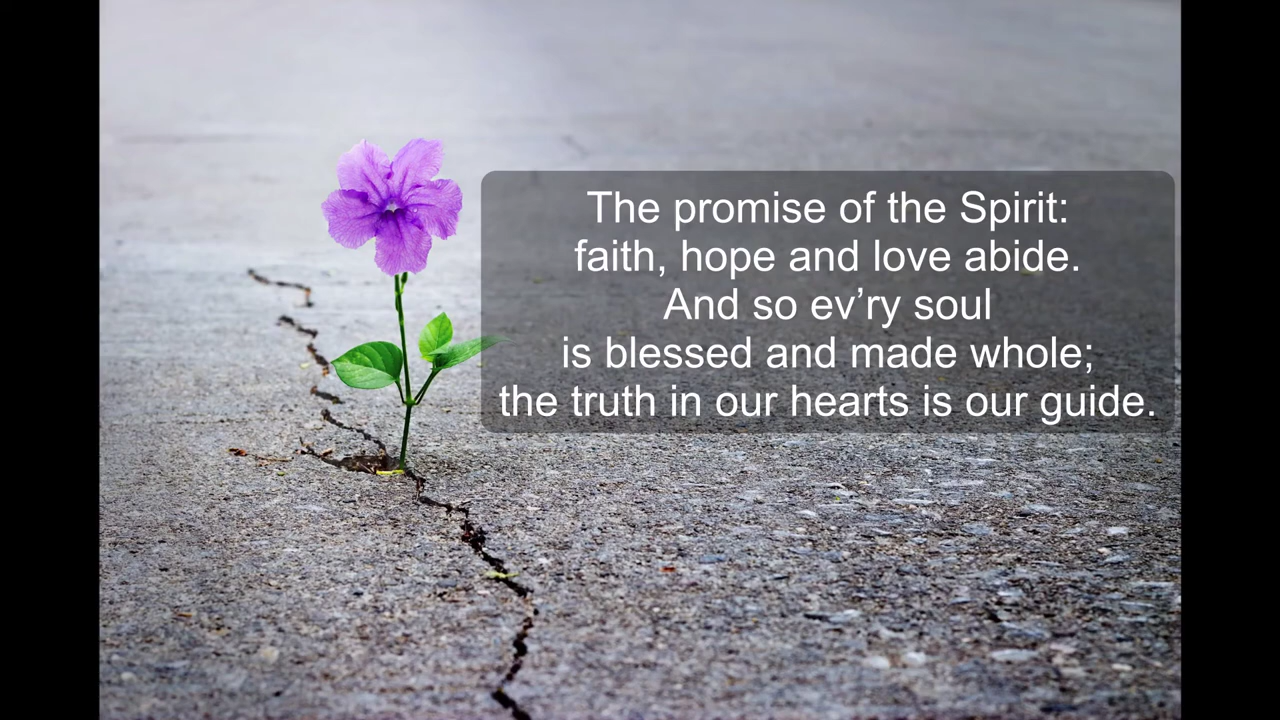 The promise of the Spirit:
faith, hope and love abide.
And so ev’ry soul
is blessed and made whole;
the truth in our hearts is our guide.